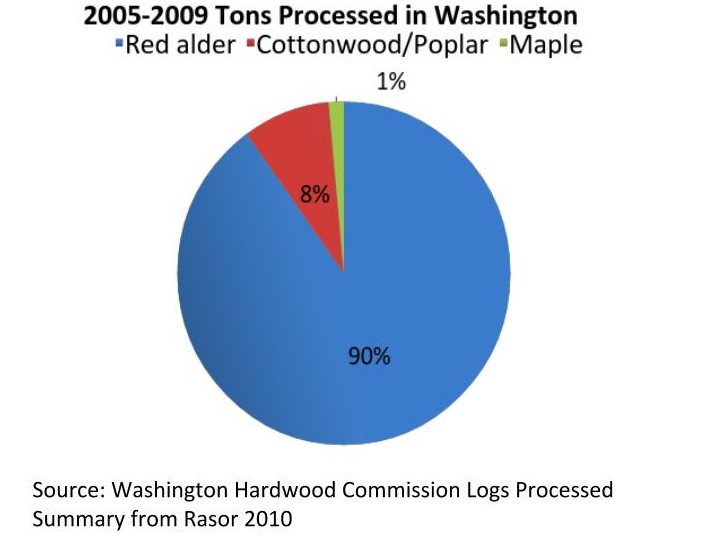 2005-2009 Tons Processed in Washington
Red alder Cottonwood/Poplar Maple
1%
8%
90%
Source: Washington Hardwood Commission Logs Processed
Summary from Rasor 2010